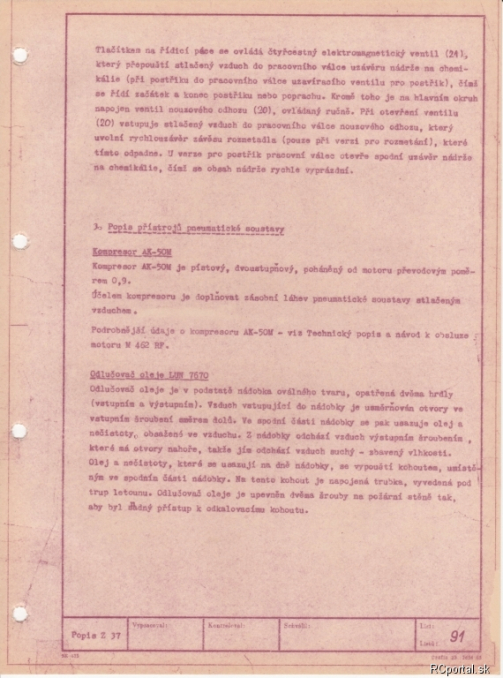 Tlačítkem na řídicí páce se ovládá čtyřcestný elektromagnetický ventil (24),
který přepouští stlačený vzduch do pracovního válce uzávěru nádrže na chemi-
kálie (při postřiku do pracovního válce uzavíracího ventilu pro postřik), čímž
se řídí začátek a konec postřiku nebo poprachu. Kromě toho je na hlavním okruh
napojen ventil nouzového odhozu (20), ovládaný ručně. Při otevření ventilu
(20) vstupuje stlačený vzduch do pracovního válce nouzového odhozu, který
uvolní rychlouzávěr závěsu rozmetadla (pouze při verzi pro rozmetání), které
tímto odpadne. U verze pro postřik pracovní válec otevře spodní uzávěr nádrže
na chemikálie, čímž se obsah nádrže rychle vyprázdní.
3. Popis přístrojů pneumatické soustavy
Kompresor AK-50M
Kompresor AK-50M je pístový, dvoustupňový, poháněný od motoru převodovým pomě-
rem 0,9.
Účelem kompresoru je doplňovat zásobní láhev pneumatické soustavy stlačeným
vzduchem.
Podrobnější údaje o kompresoru AK-50M - viz Technický popis a návod k obsluze
motoru M 462 RF.
Odlučovač oleje LUN 7570
Odlučovač oleje je v podstatě nádobka oválného tvaru, opatřená dvěma hrdly
(vstupním a výstupním). Vzduch vstupující do nádobky je usměrňován otvory ve
vstupním šroubení směrem dolů. Ve spodní části nádobky se pak usazuje olej a
nečistoty, obsažené ve vzduchu. Z nádobky odchází vzduch výstupním šroubením ,
které má otvory nahoře, takže jím odchází vzduch suchý - zbavený vlhkosti.
Olej a nečistoty, které se usazují na dně nádobky, se vypouští kohoutem, umístě-
ným ve spodním části nádobky. Na tento kohout je napojená trubka, vyvedená pod
trup letounu. Odlučovač oleje je upevněn dvěma šrouby na požární stěně tak,
aby byl řádný přístup k odkalovacímu kohoutu.
Popis Z 37
Vypracoval:
Kontroloval:
Schválil:
List:
Listů:
91
RCportal.sk